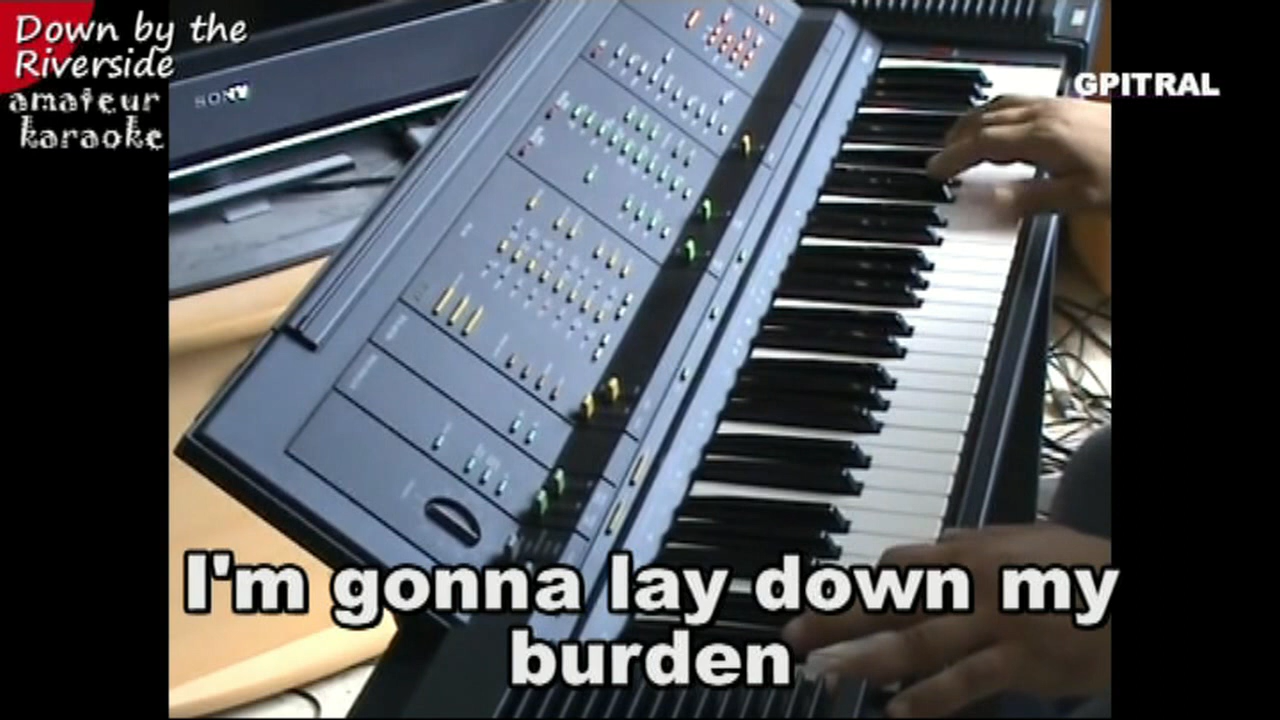 Down by the
Riverside
amateur
karaoke
SONY
GPITRAL
I'm gonna lay down my
burden